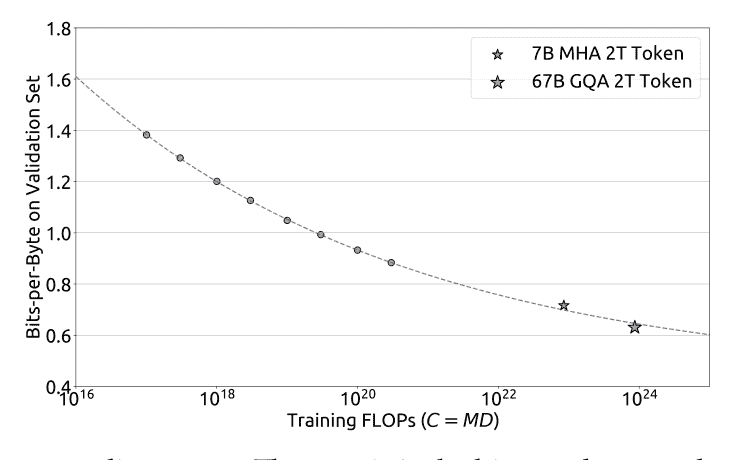 1.8
7B MHA 2T Token
67B GQA 2T Token
1.6
1.4
1.2
1.0
0.8
0.6
0.4
Bits-per-Byte on Validation Set
10^16 10^18 10^20 10^22 10^24
Training FLOPs (C = MD)